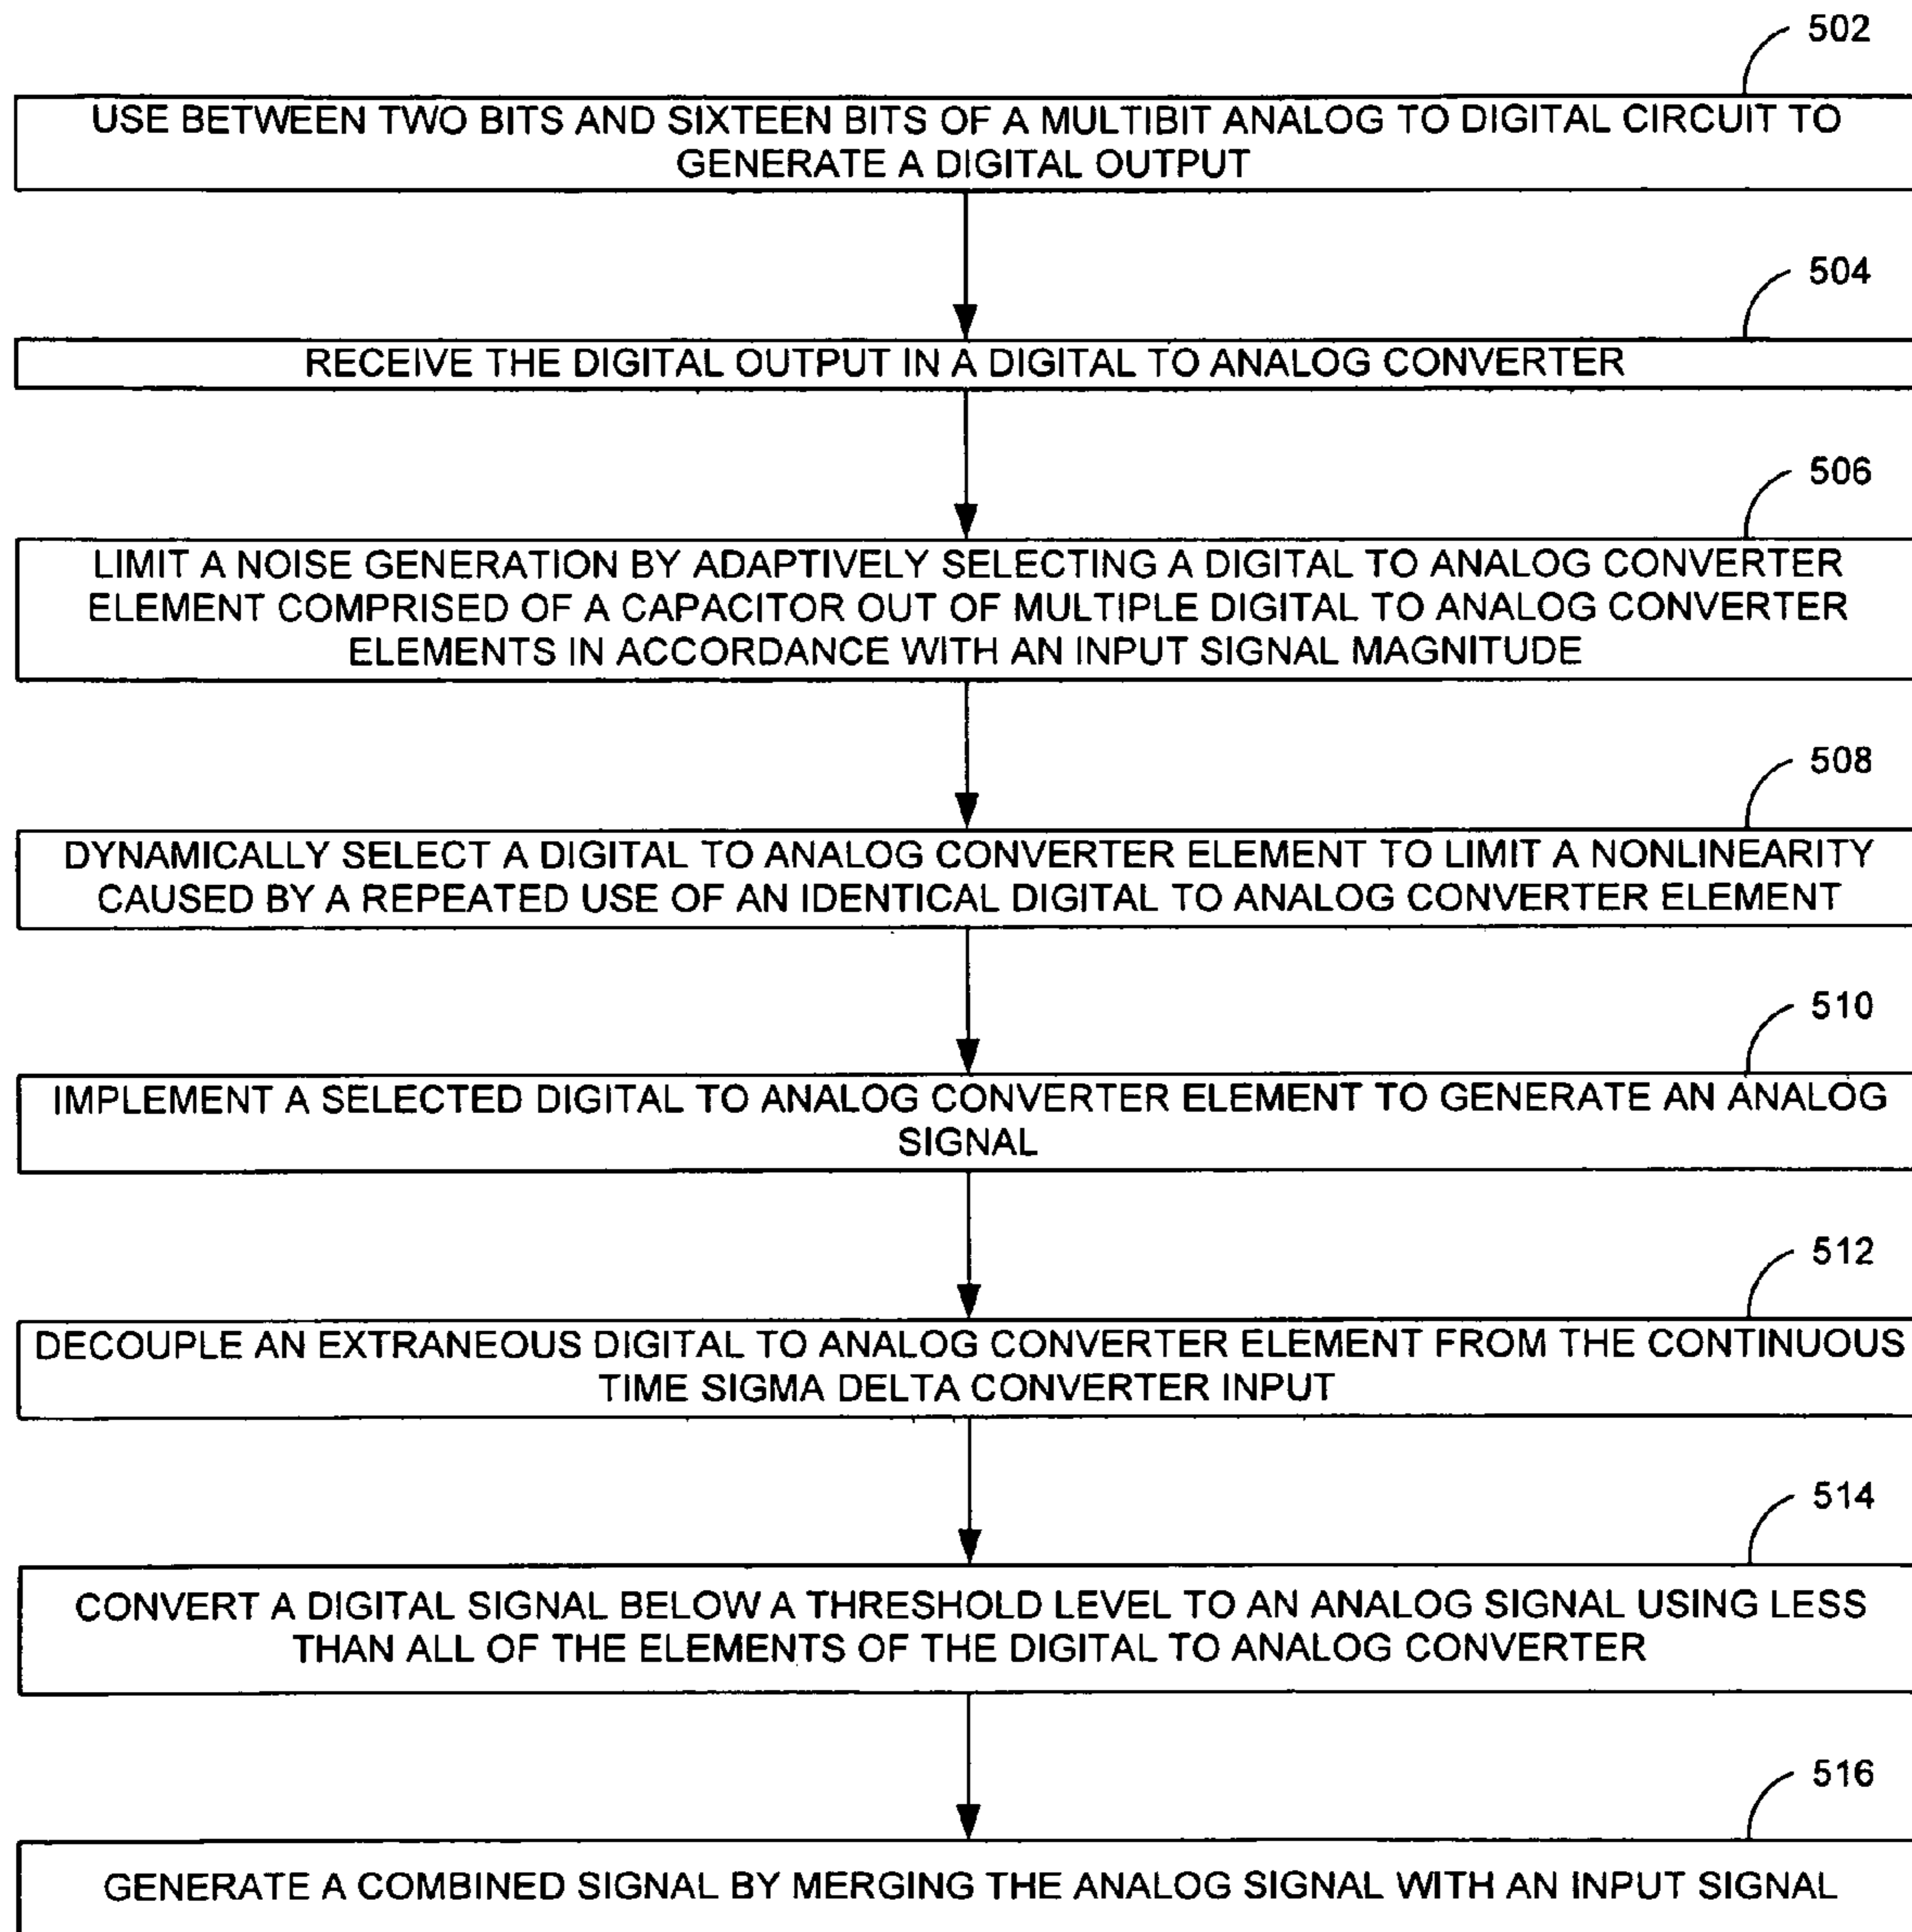 502
USE BETWEEN TWO BITS AND SIXTEEN BITS OF A MULTIBIT ANALOG TO DIGITAL CIRCUIT TO
GENERATE A DIGITAL OUTPUT
504
RECEIVE THE DIGITAL OUTPUT IN A DIGITAL TO ANALOG CONVERTER
506
LIMIT A NOISE GENERATION BY ADAPTIVELY SELECTING A DIGITAL TO ANALOG CONVERTER
ELEMENT COMPRISED OF A CAPACITOR OUT OF MULTIPLE DIGITAL TO ANALOG CONVERTER
ELEMENTS IN ACCORDANCE WITH AN INPUT SIGNAL MAGNITUDE
508
DYNAMICALLY SELECT A DIGITAL TO ANALOG CONVERTER ELEMENT TO LIMIT A NONLINEARITY
CAUSED BY A REPEATED USE OF AN IDENTICAL DIGITAL TO ANALOG CONVERTER ELEMENT
510
IMPLEMENT A SELECTED DIGITAL TO ANALOG CONVERTER ELEMENT TO GENERATE AN ANALOG
SIGNAL
512
DECOUPLE AN EXTRANEOUS DIGITAL TO ANALOG CONVERTER ELEMENT FROM THE CONTINUOUS
TIME SIGMA DELTA CONVERTER INPUT
514
CONVERT A DIGITAL SIGNAL BELOW A THRESHOLD LEVEL TO AN ANALOG SIGNAL USING LESS
THAN ALL OF THE ELEMENTS OF THE DIGITAL TO ANALOG CONVERTER
516
GENERATE A COMBINED SIGNAL BY MERGING THE ANALOG SIGNAL WITH AN INPUT SIGNAL